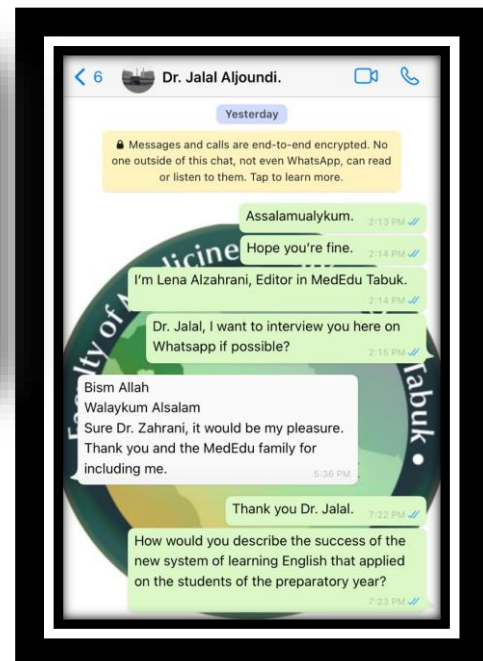 6
Dr. Jalal Aljoundi.
Yesterday
Messages and calls are end-to-end encrypted. No
one outside of this chat, not even WhatsApp, can read
or listen to them. Tap to learn more.
Assalamualykum.
2:13 PM
Hope you're fine.
2:14 PM
I'm Lena Alzahrani, Editor in MedEdu Tabuk.
2:14 PM
Dr. Jalal, I want to interview you here on
Whatsapp if possible?
2:15 PM
Bism Allah
Walaykum Alsalam
Sure Dr. Zahrani, it would be my pleasure.
Thank you and the MedEdu family for
including me.
5:36 PM
Thank you Dr. Jalal.
7:22 PM
How would you describe the success of the
new system of learning English that applied
on the students of the preparatory year?
7:23 PM
Tabuk